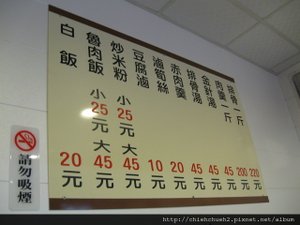 排骨一斤 220元
排肉一斤 200元
排骨湯 45元
金針湯 45元
赤肉羹 45元
滷筍絲 20元
豆腐滷 10元
炒米粉 小25元 大45元
魯肉飯 小25元 大45元
白飯 20元
請勿吸煙
http://chiehchueh2.pixnet.net/album